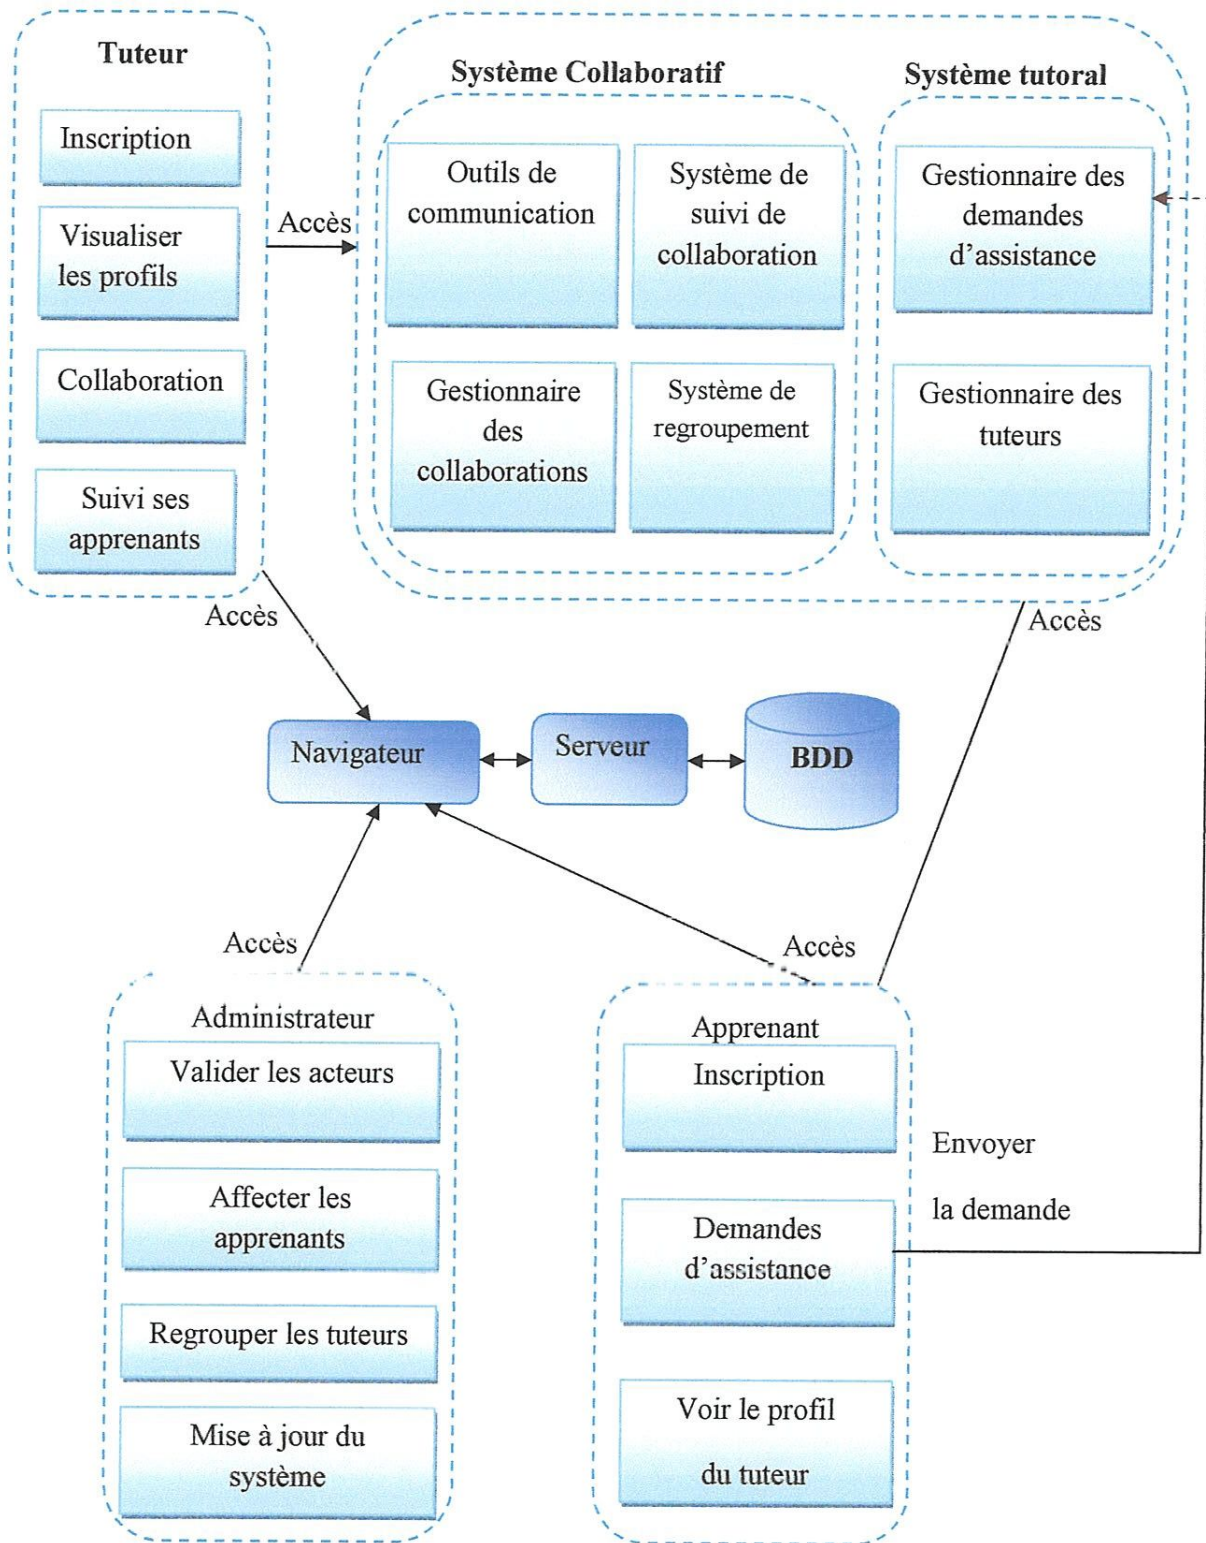 Tuteur
Inscription
Visualiser
les profils
Collaboration
Suivi ses
apprenants
Accès
Système Collaboratif
Outils de
communication
Système de
suivi de
collaboration
Gestionnaire
des
collaborations
Système de
regroupement
Système tutoral
Gestionnaire des
demandes
d'assistance
Gestionnaire des
tuteurs
Accès
Accès
Navigateur
Serveur
BDD
Accès
Accès
Administrateur
Valider les acteurs
Affecter les
apprenants
Regrouper les tuteurs
Mise à jour du
système
Apprenant
Inscription
Demandes
d'assistance
Voir le profil
du tuteur
Envoyer
la demande